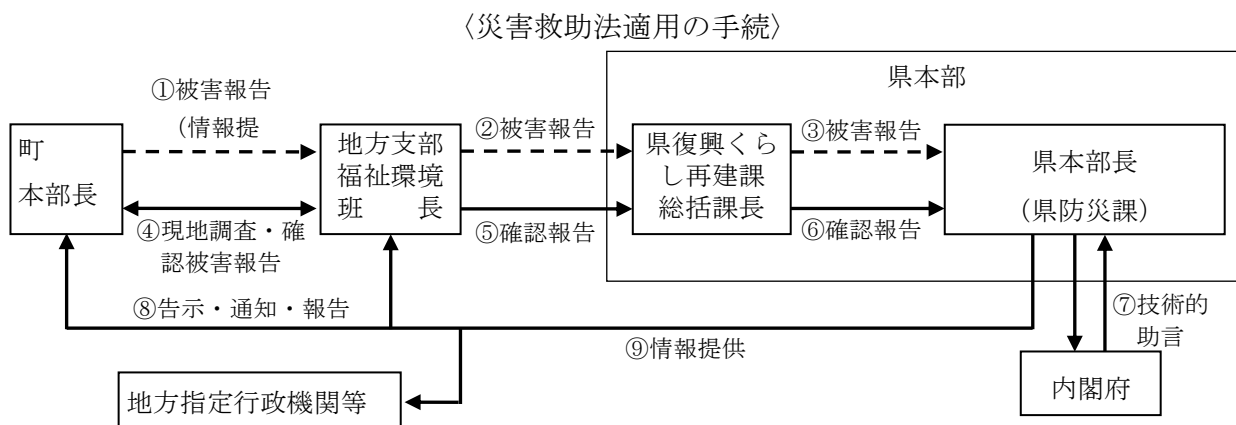 〈災害救助法適用の手続〉
県本部
①被害報告
(情報提
②被害報告
③被害報告
町
本部長
地方支部
福祉環境
班　　長
県復興くら
し再建課
総括課長
県本部長
（県防災課）
④現地調査・確
認被害報告
⑤確認報告
⑥確認報告
⑧告示・通知・報告
⑦技術的
助言
⑨情報提供
地方指定行政機関等
内閣府